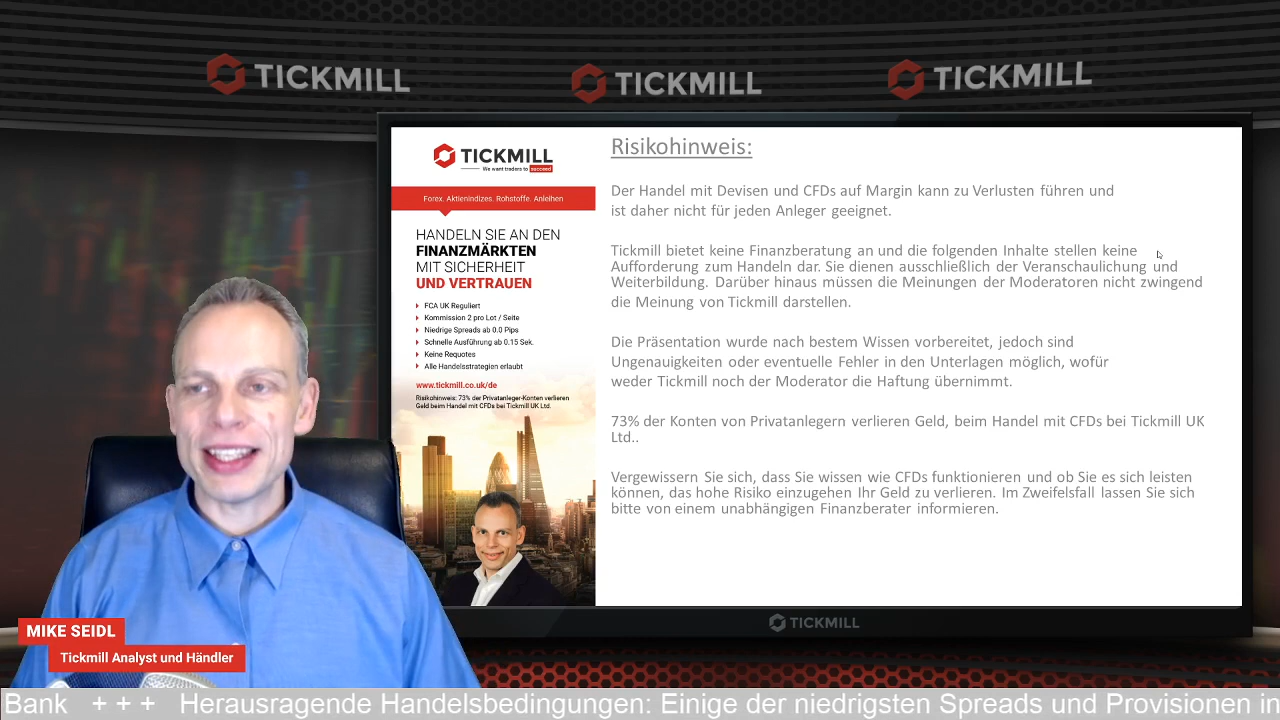 TICKMILL
TICKMILL
TICKMILL
TICKMILL
We want traders to succeed
Forex. Aktienindizes. Rohstoffe. Anleihen
HANDELN SIE AN DEN
FINANZMÄRKTEN
MIT SICHERHEIT
UND VERTRAUEN
FCA UK Reguliert
Kommission 2 pro Lot / Seite
Niedrige Spreads ab 0.0 Pips
Schnelle Ausführung ab 0.15 Sek.
Keine Requotes
Alle Handelsstrategien erlaubt
www.tickmill.co.uk/de
Risikohinweis: 73% der Privatanleger-Konten verlieren
Geld beim Handel mit CFDs bei Tickmill UK Ltd.
Risikohinweis:
Der Handel mit Devisen und CFDs auf Margin kann zu Verlusten führen und
ist daher nicht für jeden Anleger geeignet.
Tickmill bietet keine Finanzberatung an und die folgenden Inhalte stellen keine
Aufforderung zum Handeln dar. Sie dienen ausschließlich der Veranschaulichung und
Weiterbildung. Darüber hinaus müssen die Meinungen der Moderatoren nicht zwingend
die Meinung von Tickmill darstellen.
Die Präsentation wurde nach bestem Wissen vorbereitet, jedoch sind
Ungenauigkeiten oder eventuelle Fehler in den Unterlagen möglich, wofür
weder Tickmill noch der Moderator die Haftung übernimmt.
73% der Konten von Privatanlegern verlieren Geld, beim Handel mit CFDs bei Tickmill UK
Ltd..
Vergewissern Sie sich, dass Sie wissen wie CFDs funktionieren und ob Sie es sich leisten
können, das hohe Risiko einzugehen Ihr Geld zu verlieren. Im Zweifelsfall lassen Sie sich
bitte von einem unabhängigen Finanzberater informieren.
TICKMILL
MIKE SEIDL
Tickmill Analyst und Händler
Bank +++ Herausragende Handelsbedingungen: Einige der niedrigsten Spreads und Provisionen in